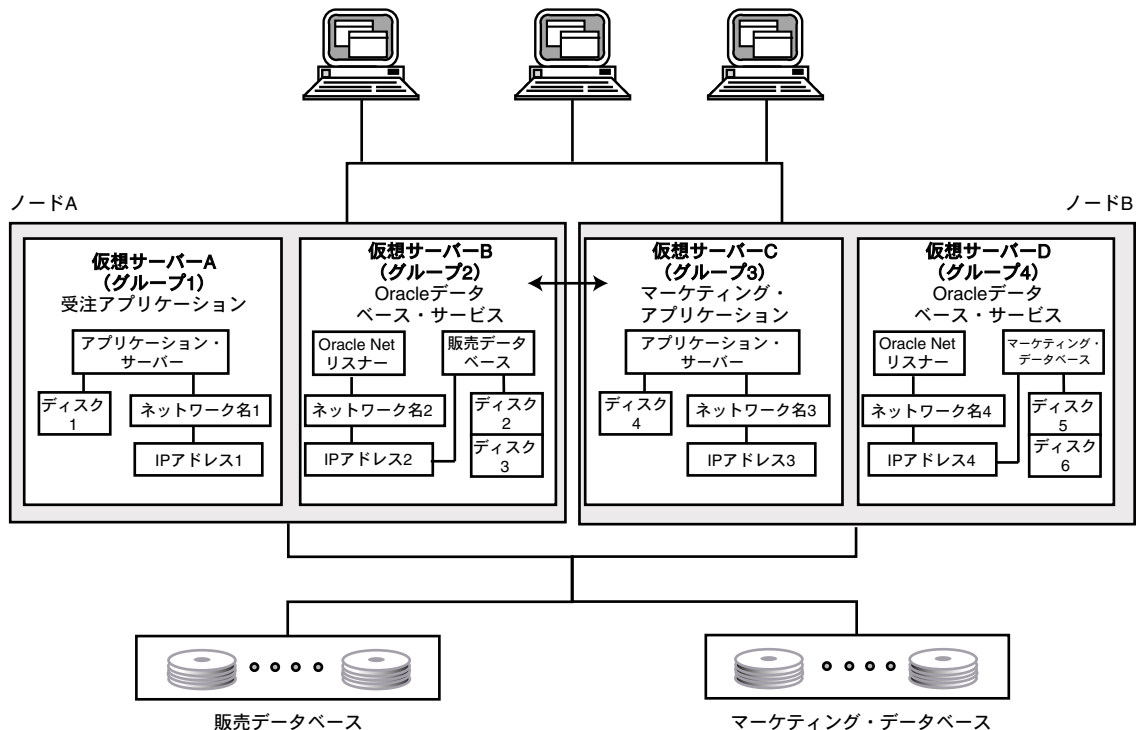 ノードA
ノードB
仮想サーバーA
(グループ1)
受注アプリケーション
アプリケーション・
サーバー
ディスク
1
ネットワーク名1
IPアドレス1
仮想サーバーB
(グループ2)
Oracleデータ
ベース・サービス
Oracle Net
リスナー
販売データ
ベース
ネットワーク名2
ディスク
2
IPアドレス2
ディスク
3
仮想サーバーC
(グループ3)
マーケティング・
アプリケーション
アプリケーション・
サーバー
ディスク
4
ネットワーク名3
IPアドレス3
仮想サーバーD
(グループ4)
Oracleデータ
ベース・サービス
Oracle Net
リスナー
マーケティング・
データベース
ネットワーク名4
ディスク
5
IPアドレス4
ディスク
6
販売データベース
マーケティング・データベース